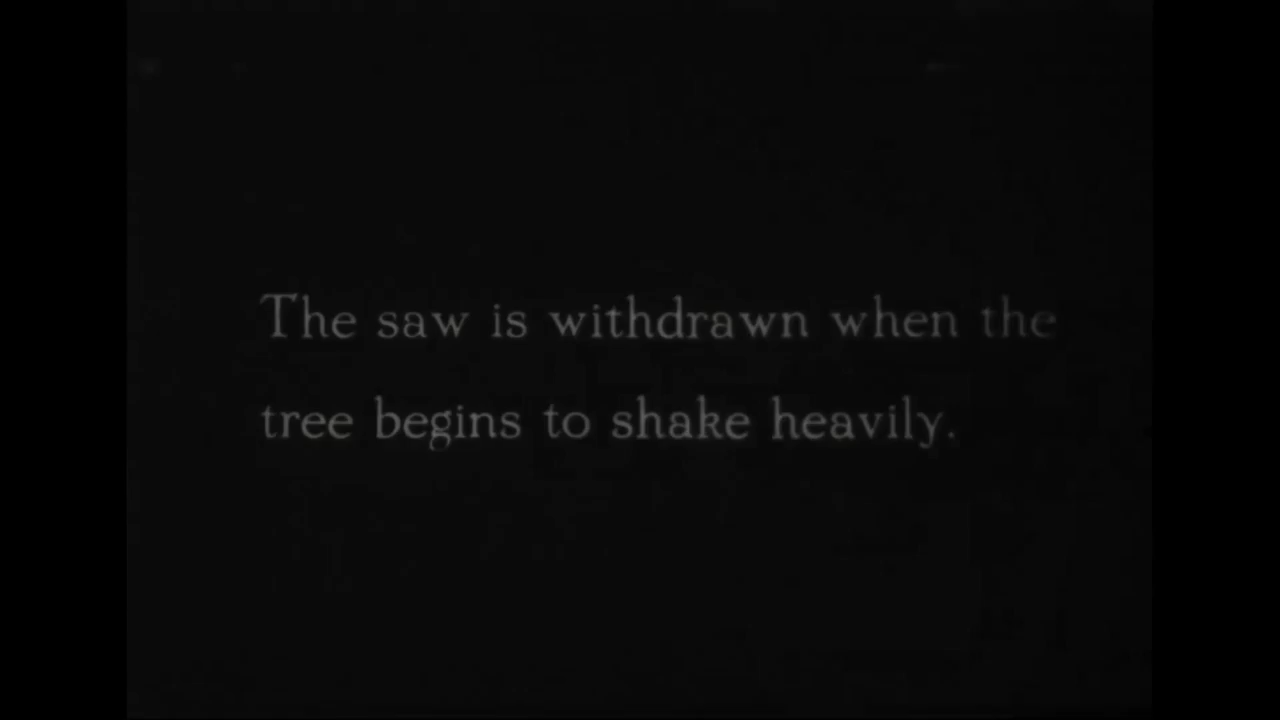 The saw is withdrawn when the
tree begins to shake heavily.